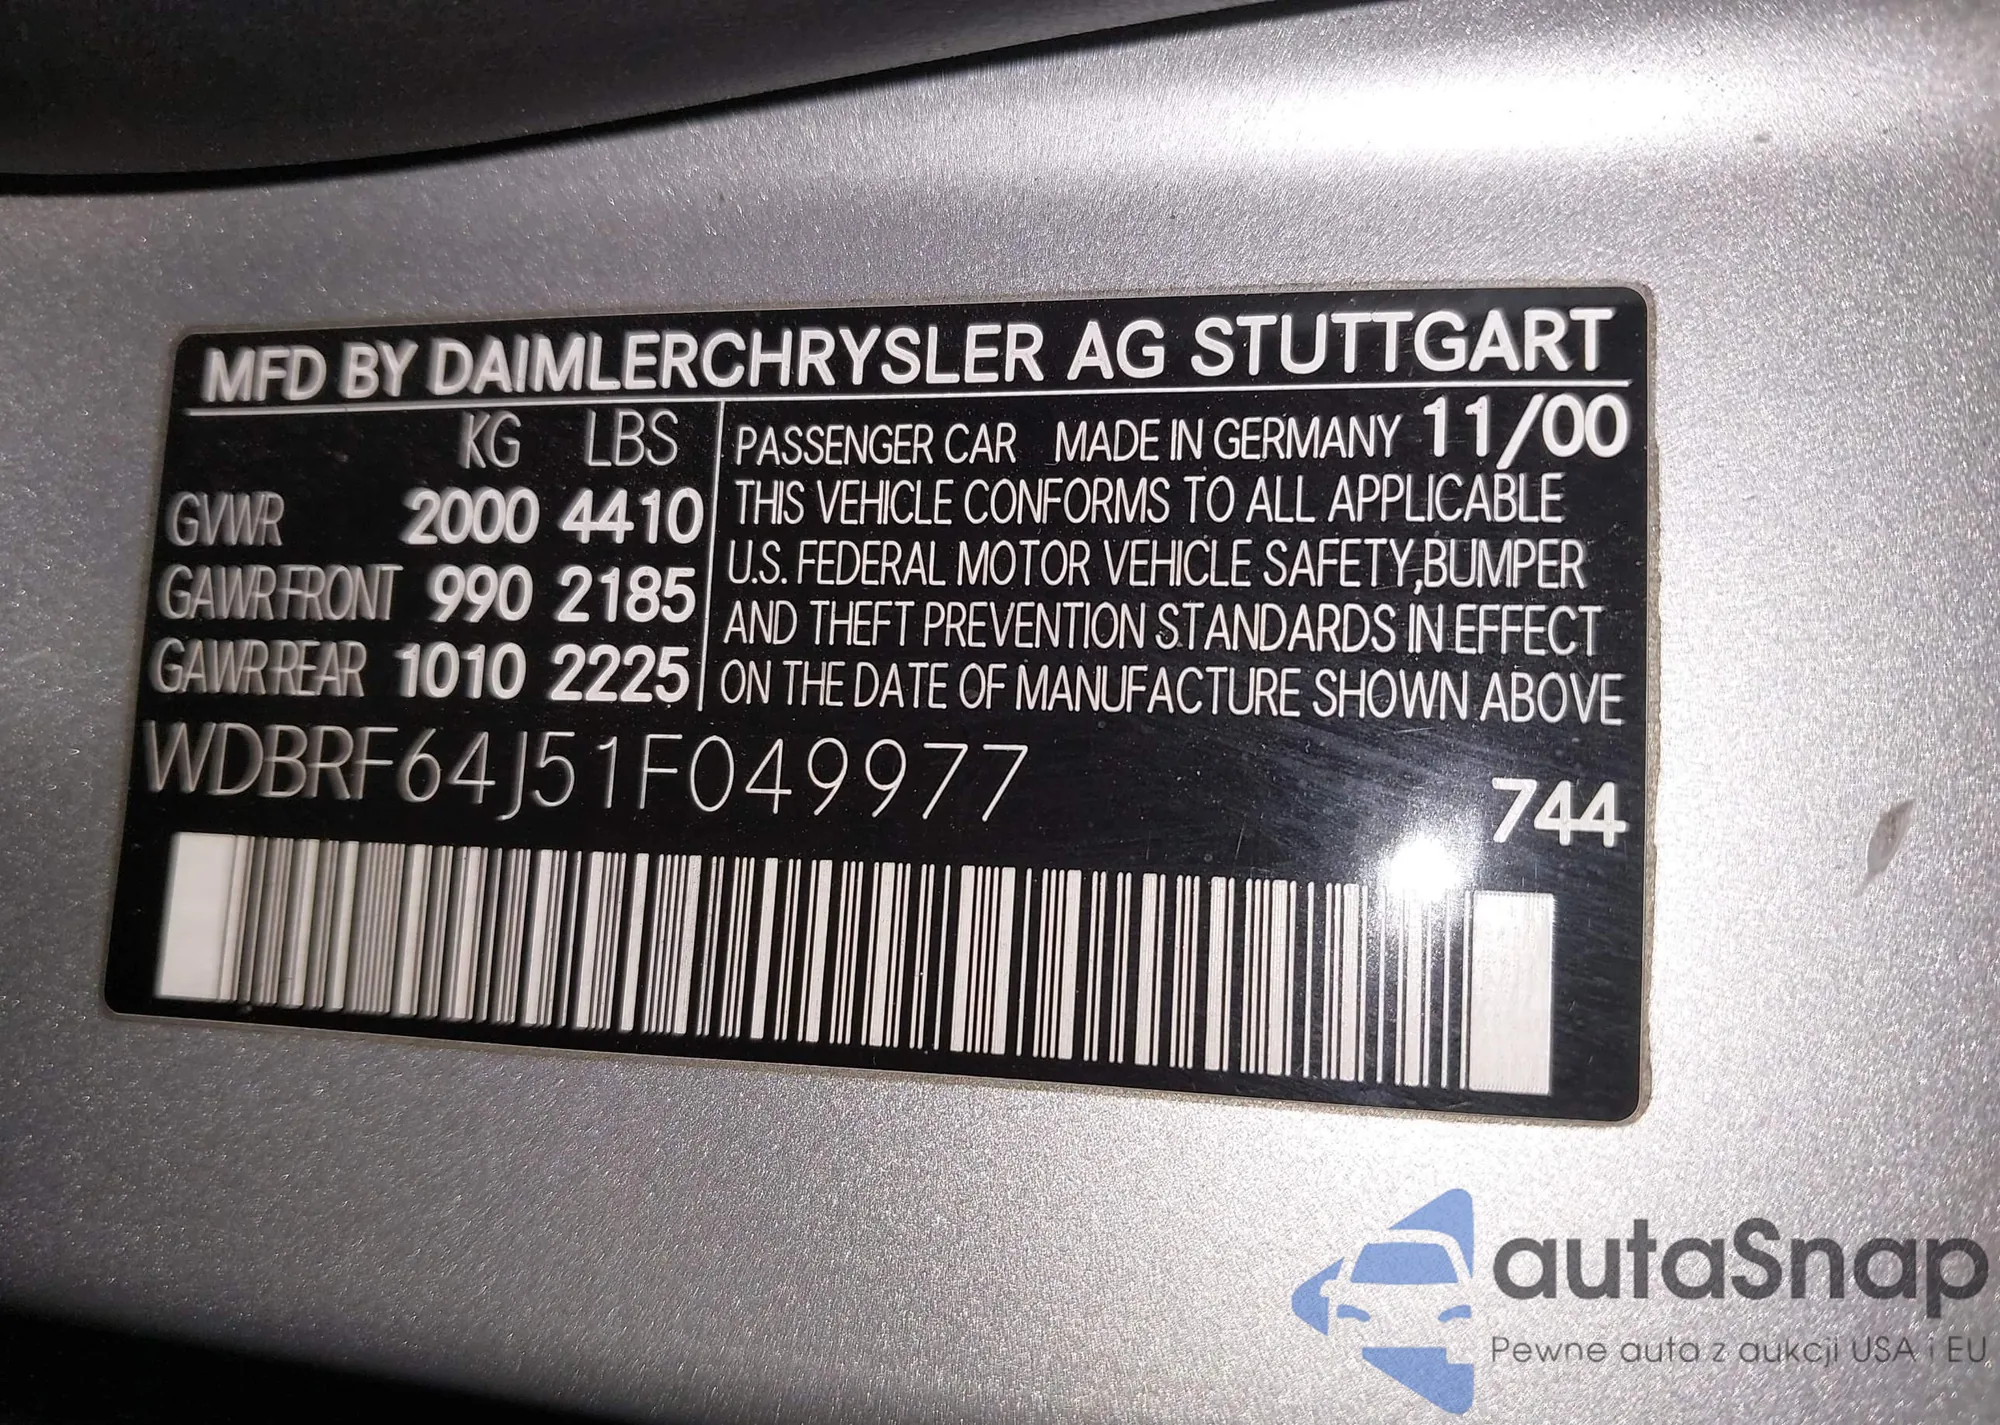 MFD BY DAIMLERCHRYSLER AG STUTTGART
KG LBS
GVWR 2000 4410
GAWR FRONT 990 2185
GAWR REAR 1010 2225
PASSENGER CAR MADE IN GERMANY 11/00
THIS VEHICLE CONFORMS TO ALL APPLICABLE
U.S. FEDERAL MOTOR VEHICLE SAFETY,BUMPER
AND THEFT PREVENTION STANDARDS IN EFFECT
ON THE DATE OF MANUFACTURE SHOWN ABOVE
WDBRF64J51F049977
744
autaSnap
Pewne auta z aukcji USA i EU